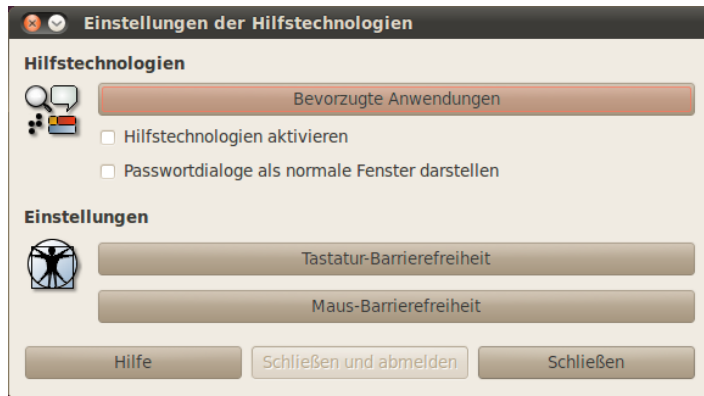 Einstellungen der Hilfstechnologien
Hilfstechnologien
Bevorzugte Anwendungen
Hilfstechnologien aktivieren
Passwortdialoge als normale Fenster darstellen
Einstellungen
Tastatur-Barrierefreiheit
Maus-Barrierefreiheit
Hilfe Schließen und abmelden Schließen